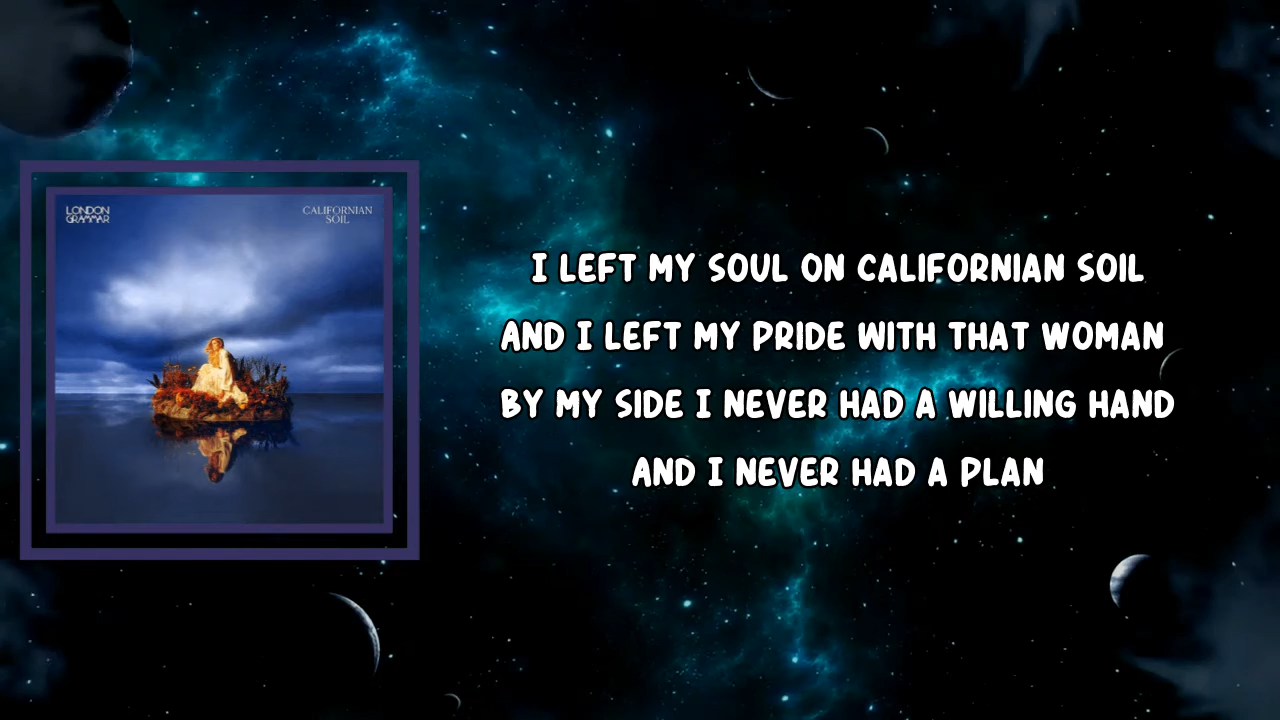 LONDON
GRAMMAR
CALIFORNIAN
SOIL
I LEFT MY SOUL ON CALIFORNIAN SOIL
AND I LEFT MY PRIDE WITH THAT WOMAN
BY MY SIDE I NEVER HAD A WILLING HAND
AND I NEVER HAD A PLAN